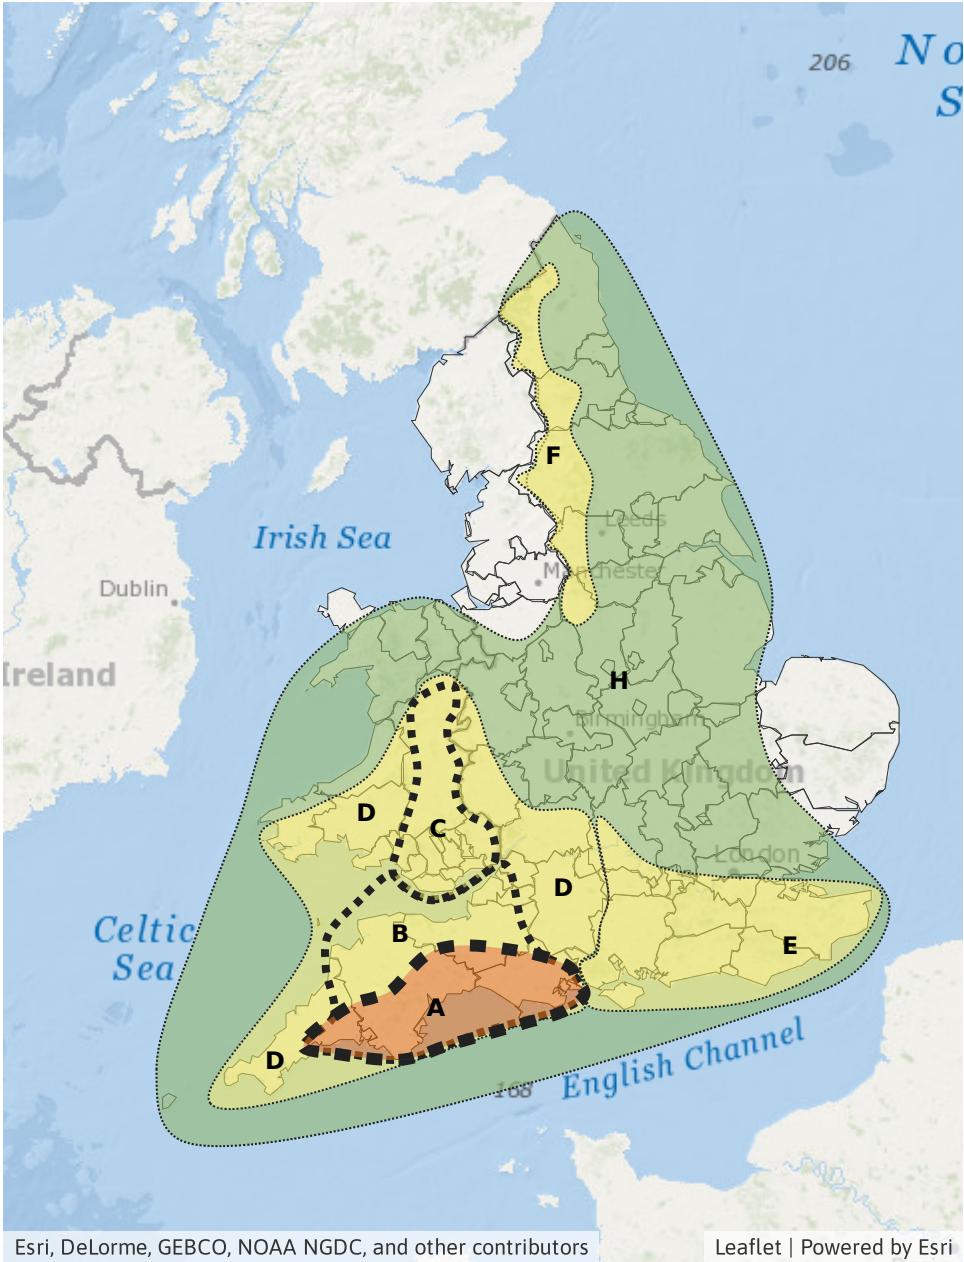 206
No
S
Irish Sea
F
Leeds
Manchester
Dublin
Ireland
H
Birmingham
United Kingdom
D
C
London
D
Celtic
Sea
B
E
A
D
English Channel
168
Esri, DeLorme, GEBCO, NOAA NGDC, and other contributors
Leaflet | Powered by Esri